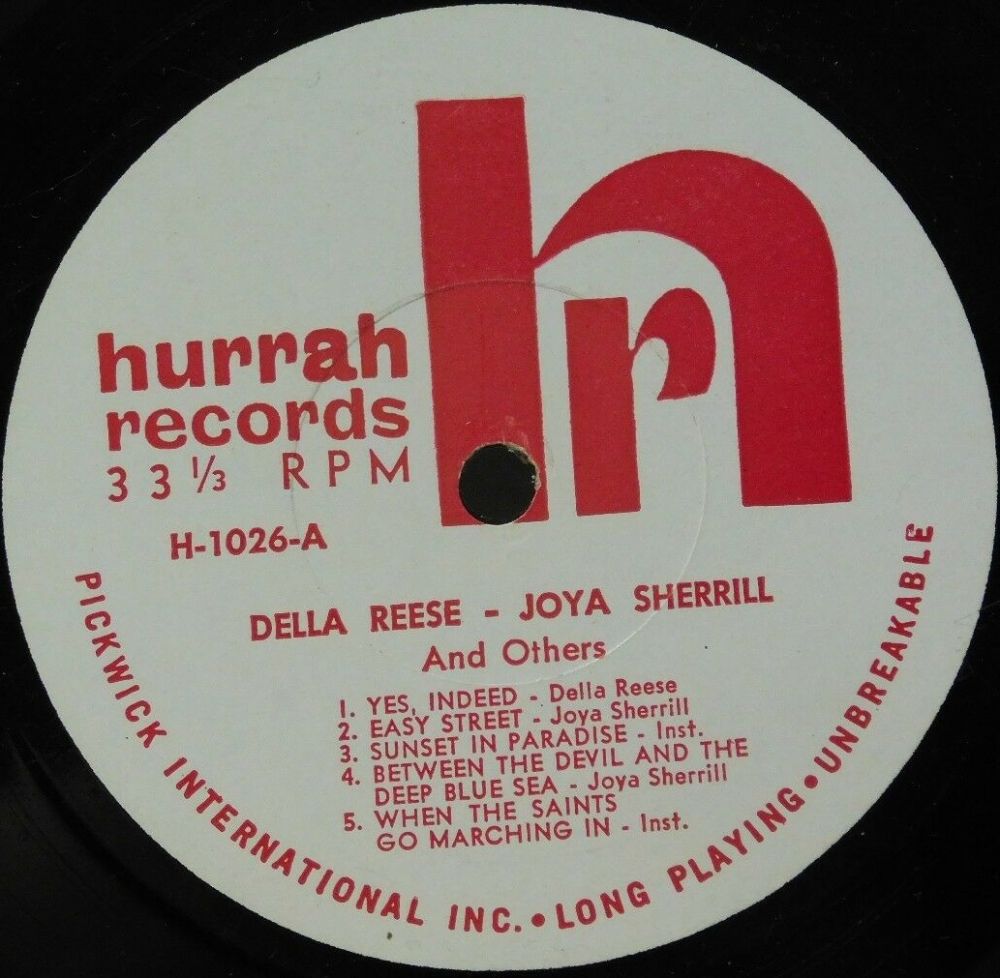 hr
hurrah
records
33 1/3 RPM
H-1026-A
DELLA REESE - JOYA SHERRILL
And Others
1. YES, INDEED - Della Reese
2. EASY STREET - Joya Sherrill
3. SUNSET IN PARADISE - Inst.
4. BETWEEN THE DEVIL AND THE
DEEP BLUE SEA - Joya Sherrill
5. WHEN THE SAINTS
GO MARCHING IN - Inst.
PICKWICK INTERNATIONAL INC. • LONG PLAYING • UNBREAKABLE